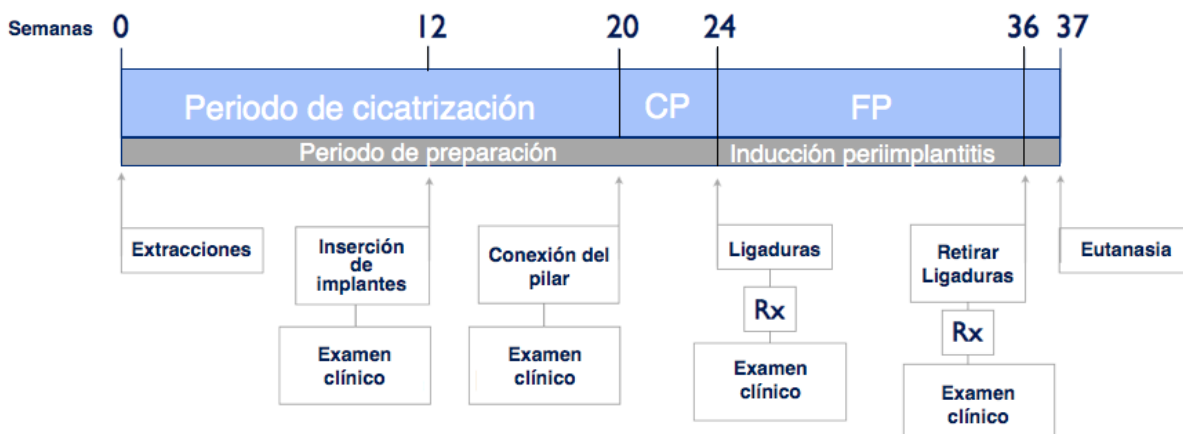 Semanas 0 12 20 24 36 37
Periodo de cicatrización CP FP
Periodo de preparación Inducción periimplantitis
Extracciones
Inserción
de
implantes
Examen
clínico
Conexión del
pilar
Examen
clínico
Ligaduras
Rx
Examen
clínico
Retirar
Ligaduras
Rx
Examen
clínico
Eutanasia